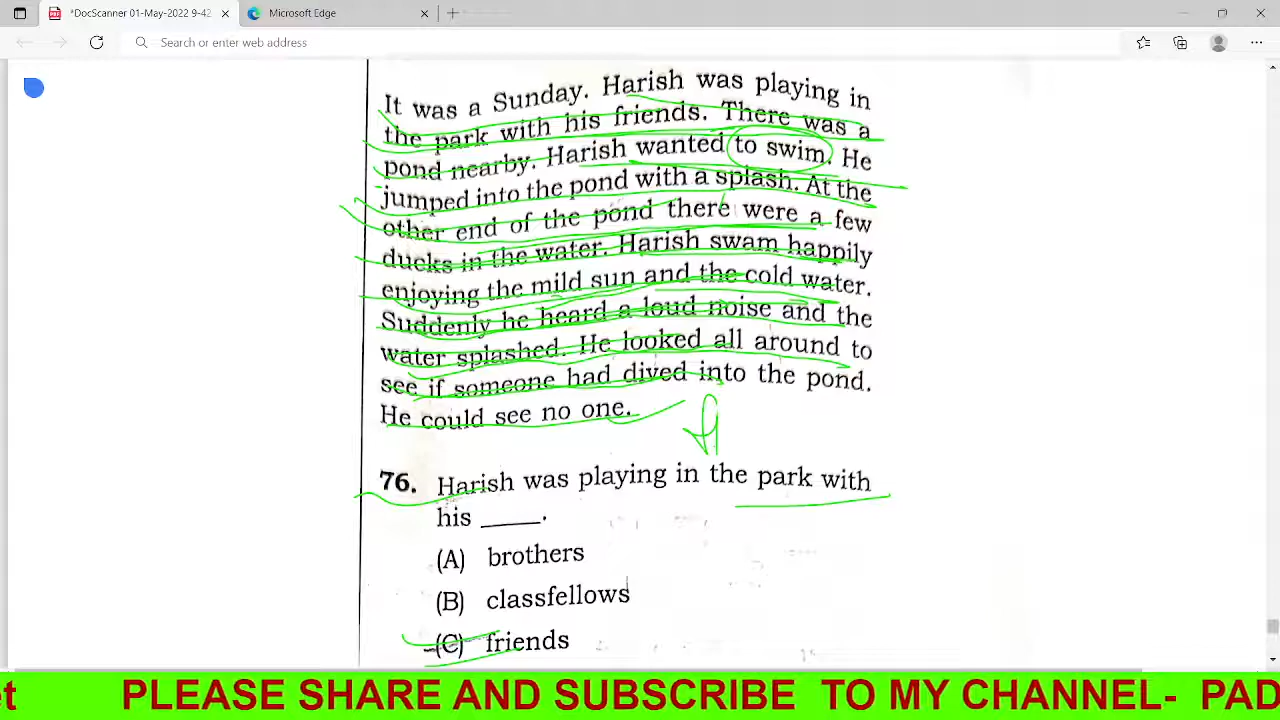 *DocScanner 01-May-2022 9-42
Microsoft Edge
Search or enter web address
It was a Sunday. Harish was playing in
the park with his friends. There was a
pond nearby. Harish wanted to swim. He
jumped into the pond with a splash. At the
other end of the pond there were a few
ducks in the water. Harish swam happily
enjoying the mild sun and the cold water.
Suddenly he heard a loud noise and the
water splashed. He looked all around to
see if someone had dived into the pond.
He could see no one.
76. Harish was playing in the park with
his _____.
(A) brothers
(B) classfellows
(C) friends
et PLEASE SHARE AND SUBSCRIBE TO MY CHANNEL- PAD